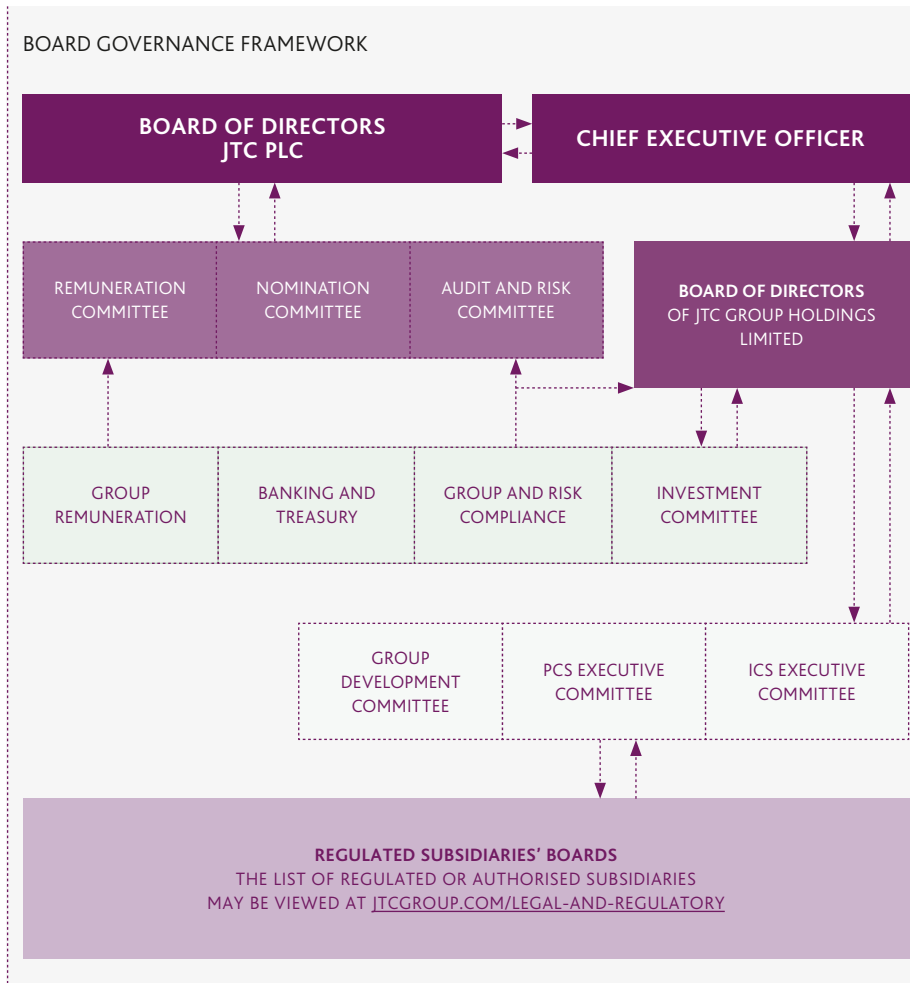 BOARD GOVERNANCE FRAMEWORK
BOARD OF DIRECTORS
JTC PLC
CHIEF EXECUTIVE OFFICER
REMUNERATION
COMMITTEE
NOMINATION
COMMITTEE
AUDIT AND RISK
COMMITTEE
BOARD OF DIRECTORS
OF JTC GROUP HOLDINGS
LIMITED
GROUP
REMUNERATION
BANKING AND
TREASURY
GROUP AND RISK
COMPLIANCE
INVESTMENT
COMMITTEE
GROUP
DEVELOPMENT
COMMITTEE
PCS EXECUTIVE
COMMITTEE
ICS EXECUTIVE
COMMITTEE
REGULATED SUBSIDIARIES’ BOARDS
THE LIST OF REGULATED OR AUTHORISED SUBSIDIARIES
MAY BE VIEWED AT JTCGROUP.COM/LEGAL-AND-REGULATORY